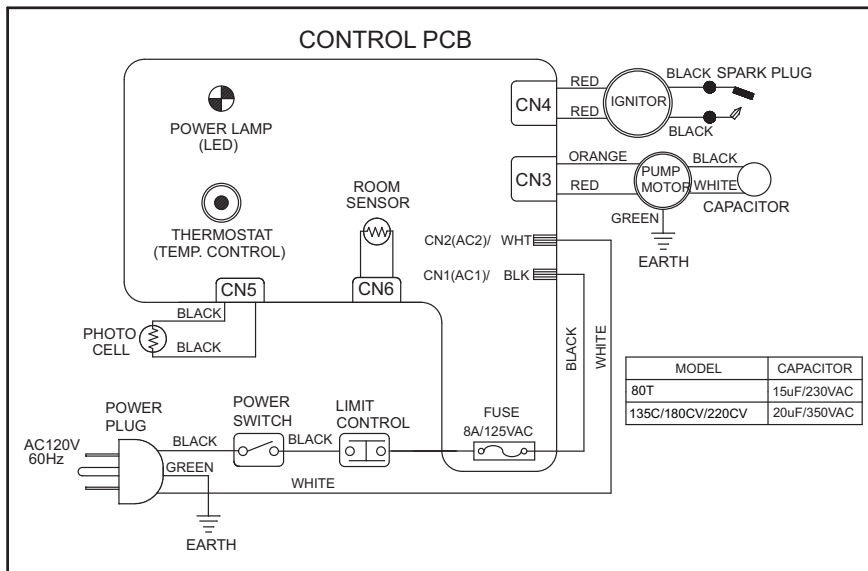 CONTROL PCB
POWER LAMP
(LED)
THERMOSTAT
(TEMP. CONTROL)
ROOM
SENSOR
CN4
RED
RED
IGNITOR
BLACK
SPARK PLUG
BLACK
CN3
ORANGE
RED
PUMP
MOTOR
BLACK
WHITE
CAPACITOR
GREEN
EARTH
CN2(AC2)/ WHT
CN1(AC1)/ BLK
CN5
CN6
BLACK
BLACK
PHOTO
CELL
BLACK
WHITE
MODEL CAPACITOR
80T 15uF/230VAC
135C/180CV/220CV 20uF/350VAC
POWER
PLUG
AC120V
60Hz
BLACK
POWER
SWITCH
BLACK
LIMIT
CONTROL
FUSE
8A/125VAC
GREEN
WHITE
EARTH